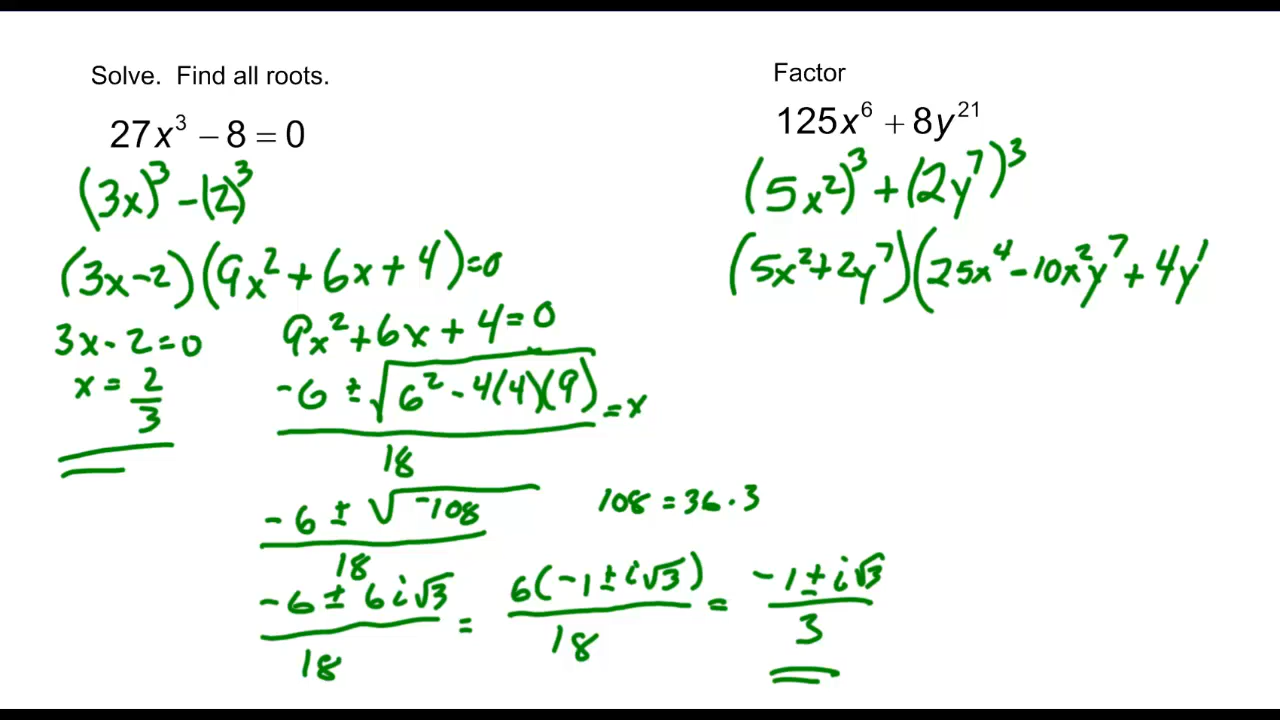 Solve. Find all roots.
27x³ – 8 = 0
(3x)³ - (2)³
(3x-2)(9x²+6x+4)=0
3x-2=0
x = 2/3
9x²+6x+4=0
-6 ± √(6²-4(4)(9)) =x
18
-6 ± √-108
18
108 = 36·3
-6 ± 6i√3 =
18
6(-1±i√3) =
18
-1±i√3
3
Factor
125x⁶ + 8y²¹
(5x²)³+(2y⁷)³
(5x²+2y⁷)(25x⁴-10x²y⁷+4y'